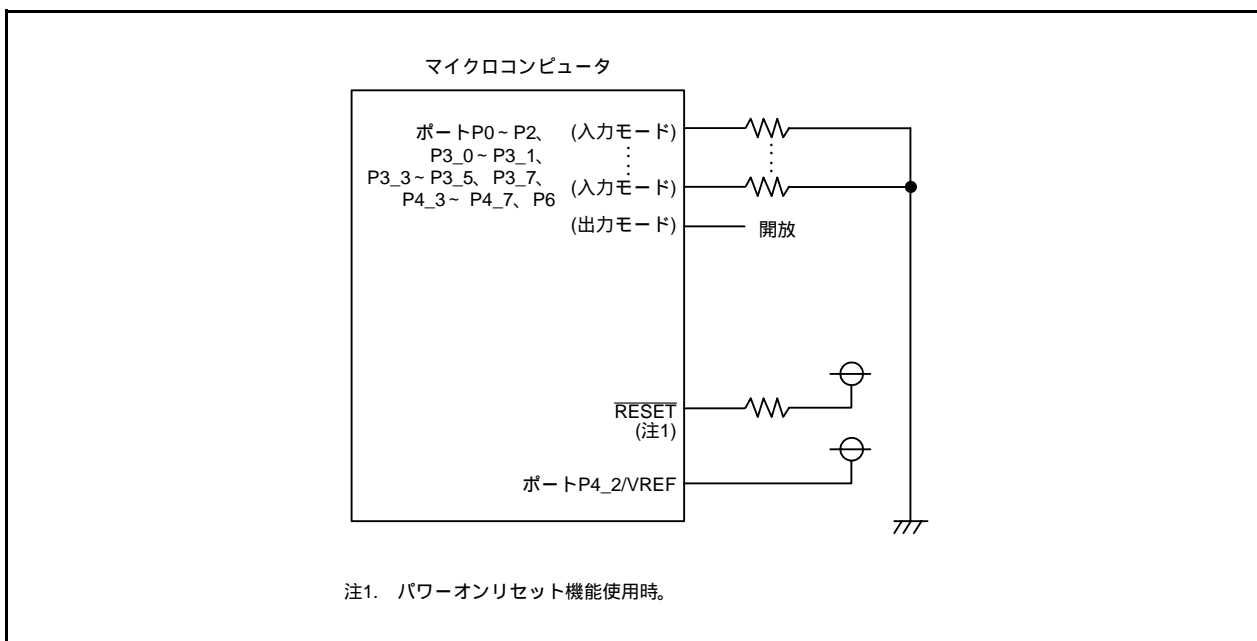 マイクロコンピュータ
ポートP0~P2、 (入力モード)
P3_0~P3_1、
P3_3~P3_5、P3_7、 (入力モード)
P4_3~ P4_7、P6
(出力モード) 開放
RESET
(注1)
ポートP4_2/VREF
注1. パワーオンリセット機能使用時。